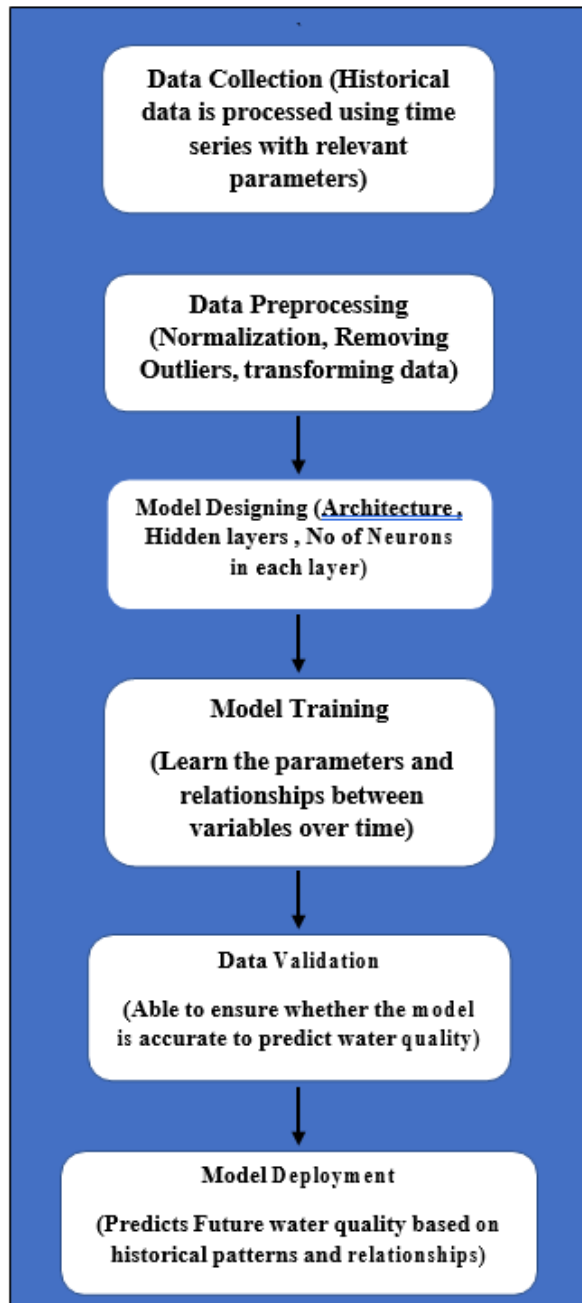 Data Collection (Historical
data is processed using time
series with relevant
parameters)
Data Preprocessing
(Normalization, Removing
Outliers, transforming data)
Model Designing (Architecture ,
Hidden layers , No of Neurons
in each layer)
Model Training
(Learn the parameters and
relationships between
variables over time)
Data Validation
(Able to ensure whether the model
is accurate to predict water quality)
Model Deployment
(Predicts Future water quality based on
historical patterns and relationships)